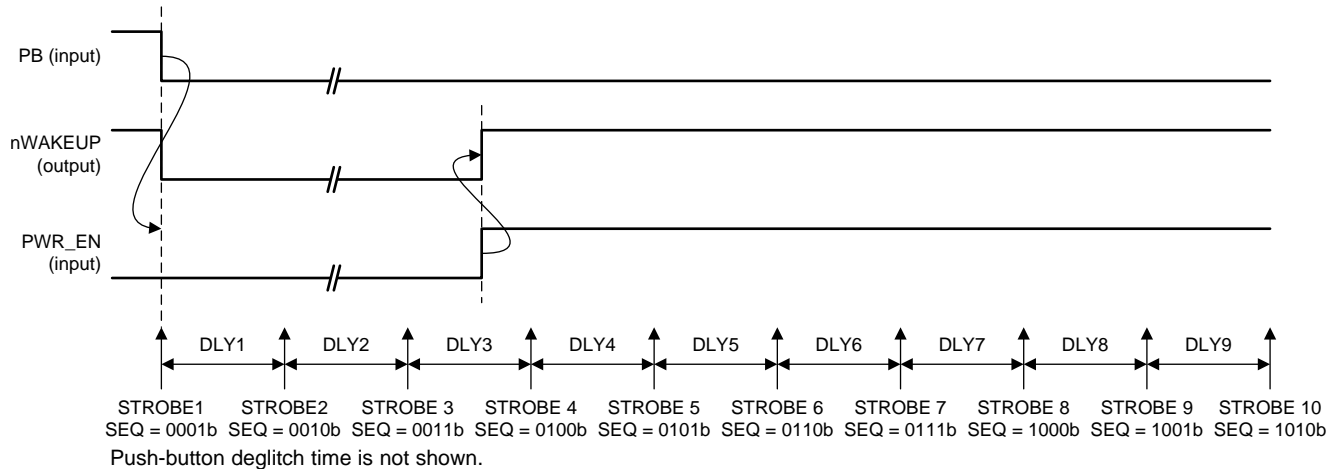 PB (input)
nWAKEUP
(output)
PWR_EN
(input)
DLY1 DLY2 DLY3 DLY4 DLY5 DLY6 DLY7 DLY8 DLY9
STROBE1 STROBE2 STROBE 3 STROBE 4 STROBE 5 STROBE 6 STROBE 7 STROBE 8 STROBE 9 STROBE 10
SEQ = 0001b SEQ = 0010b SEQ = 0011b SEQ = 0100b SEQ = 0101b SEQ = 0110b SEQ = 0111b SEQ = 1000b SEQ = 1001b SEQ = 1010b
Push-button deglitch time is not shown.